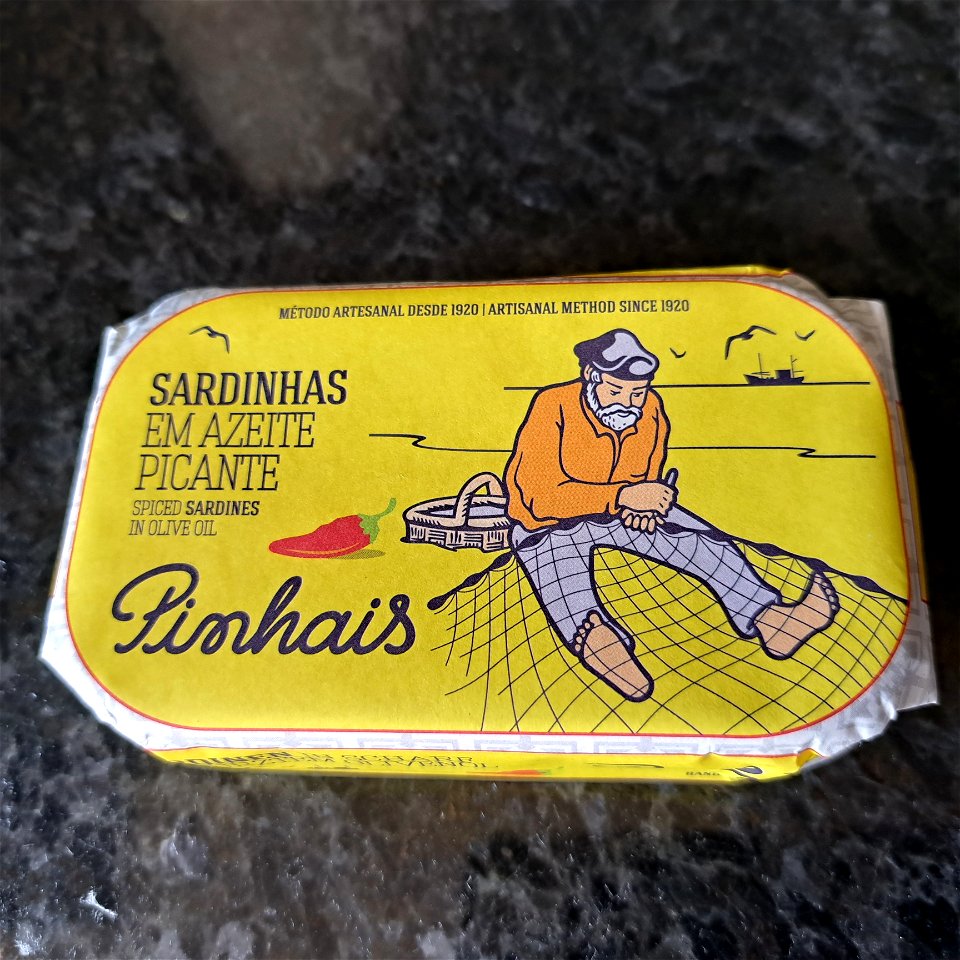 MÉTODO ARTESANAL DESDE 1920 | ARTISANAL METHOD SINCE 1920
SARDINHAS
EM AZEITE
PICANTE
SPICED SARDINES
IN OLIVE OIL
Pinhais